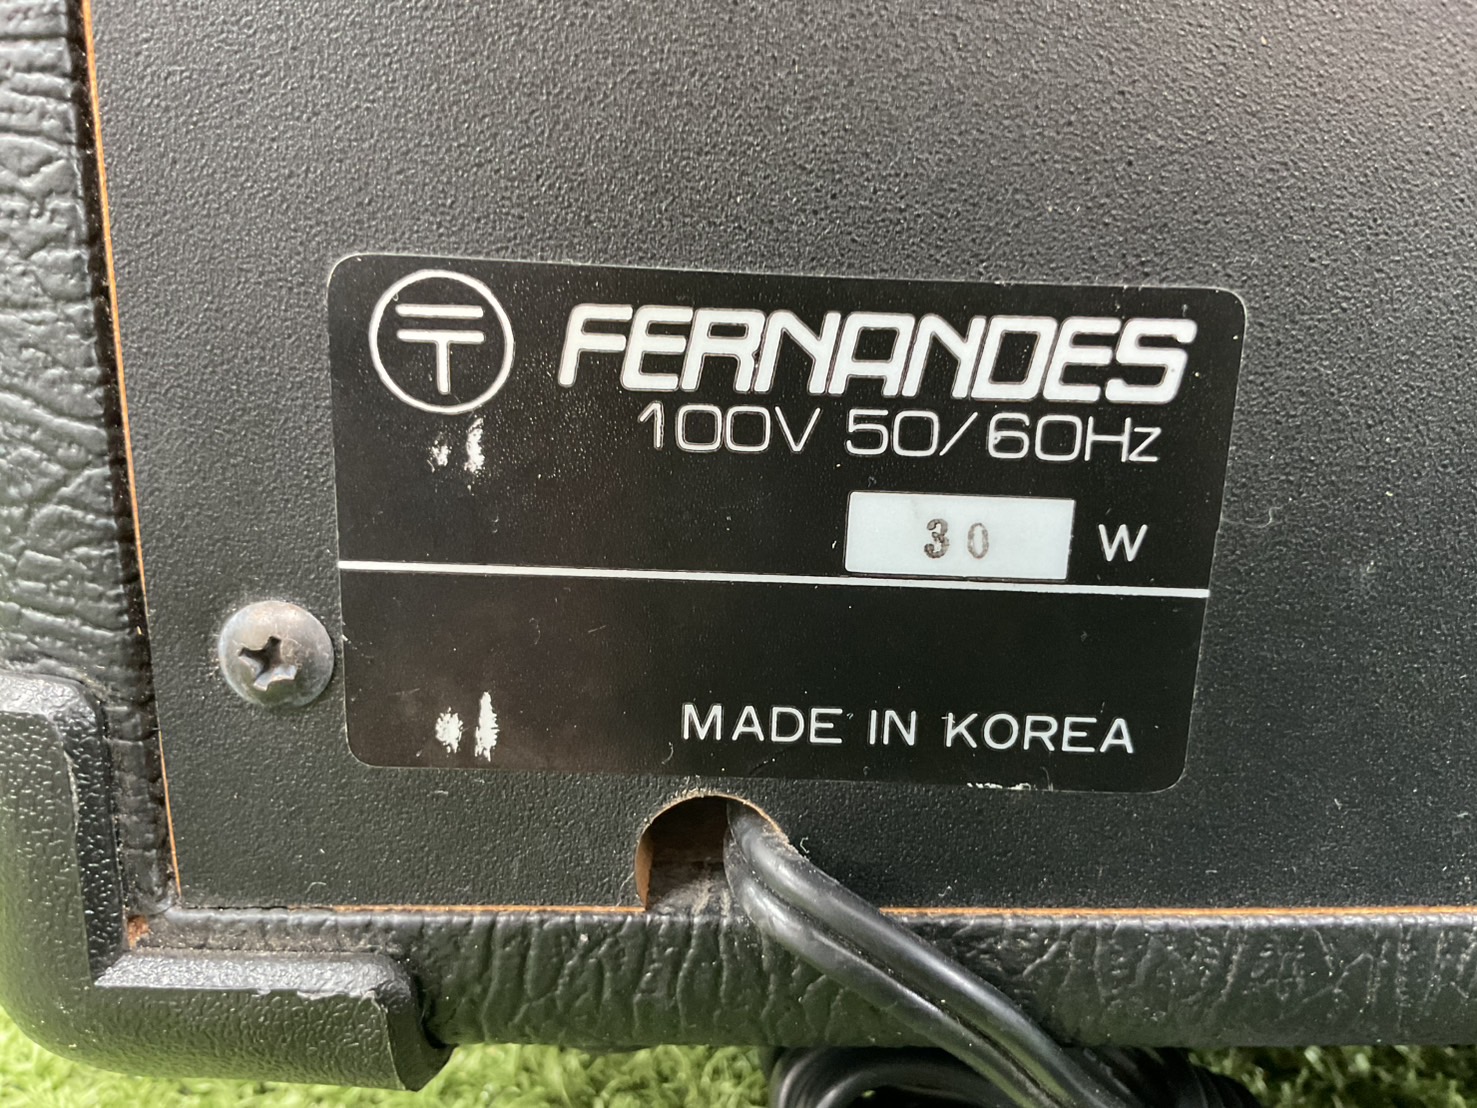 〒 FERNANDES
100V 50/60Hz
30 W
MADE IN KOREA